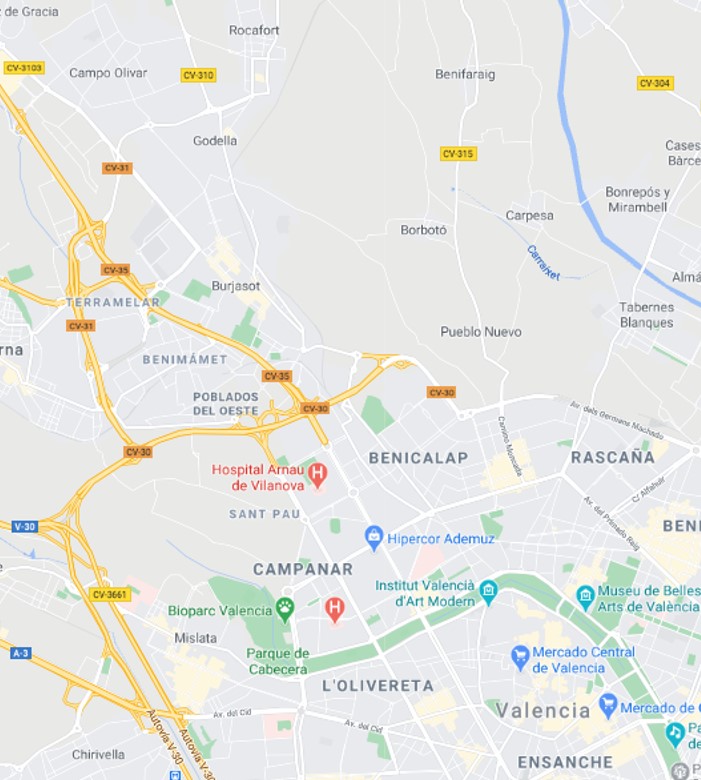 z de Gracia
Rocafort
CV-3103
Campo Olivar
CV-310
Benifaraig
CV-304
Godella
CV-315
Cases
Bàrce
CV-31
Bonrepós y
Mirambell
Carpesa
Borbotó
Carraixet
CV-35
Burjasot
Almá
TERRAMELAR
CV-31
Tabernes
Blanques
rna
Pueblo Nuevo
BENIMÁMET
CV-35
CV-30
POBLADOS
DEL OESTE
CV-30
Av. dels Germans Machado
CV-30
Camino Moncada
BENICALAP
RASCAÑA
Hospital Arnau
de Vilanova
C/ Alfahuir
SANT PAU
Av. del Primado Reig
V-30
BENI
Hipercor Ademuz
CAMPANAR
CV-3661
Institut Valencià
d'Art Modern
Museu de Belles
Arts de València
Bioparc Valencia
Mislata
A-3
Parque de
Cabecera
Mercado Central
de Valencia
L'OLIVERETA
Valencia
Mercado de C
Av. del Cid
Av. del Cid
Autovía V-30
Autovía V-30
Pa
de
Chirivella
ENSANCHE
P